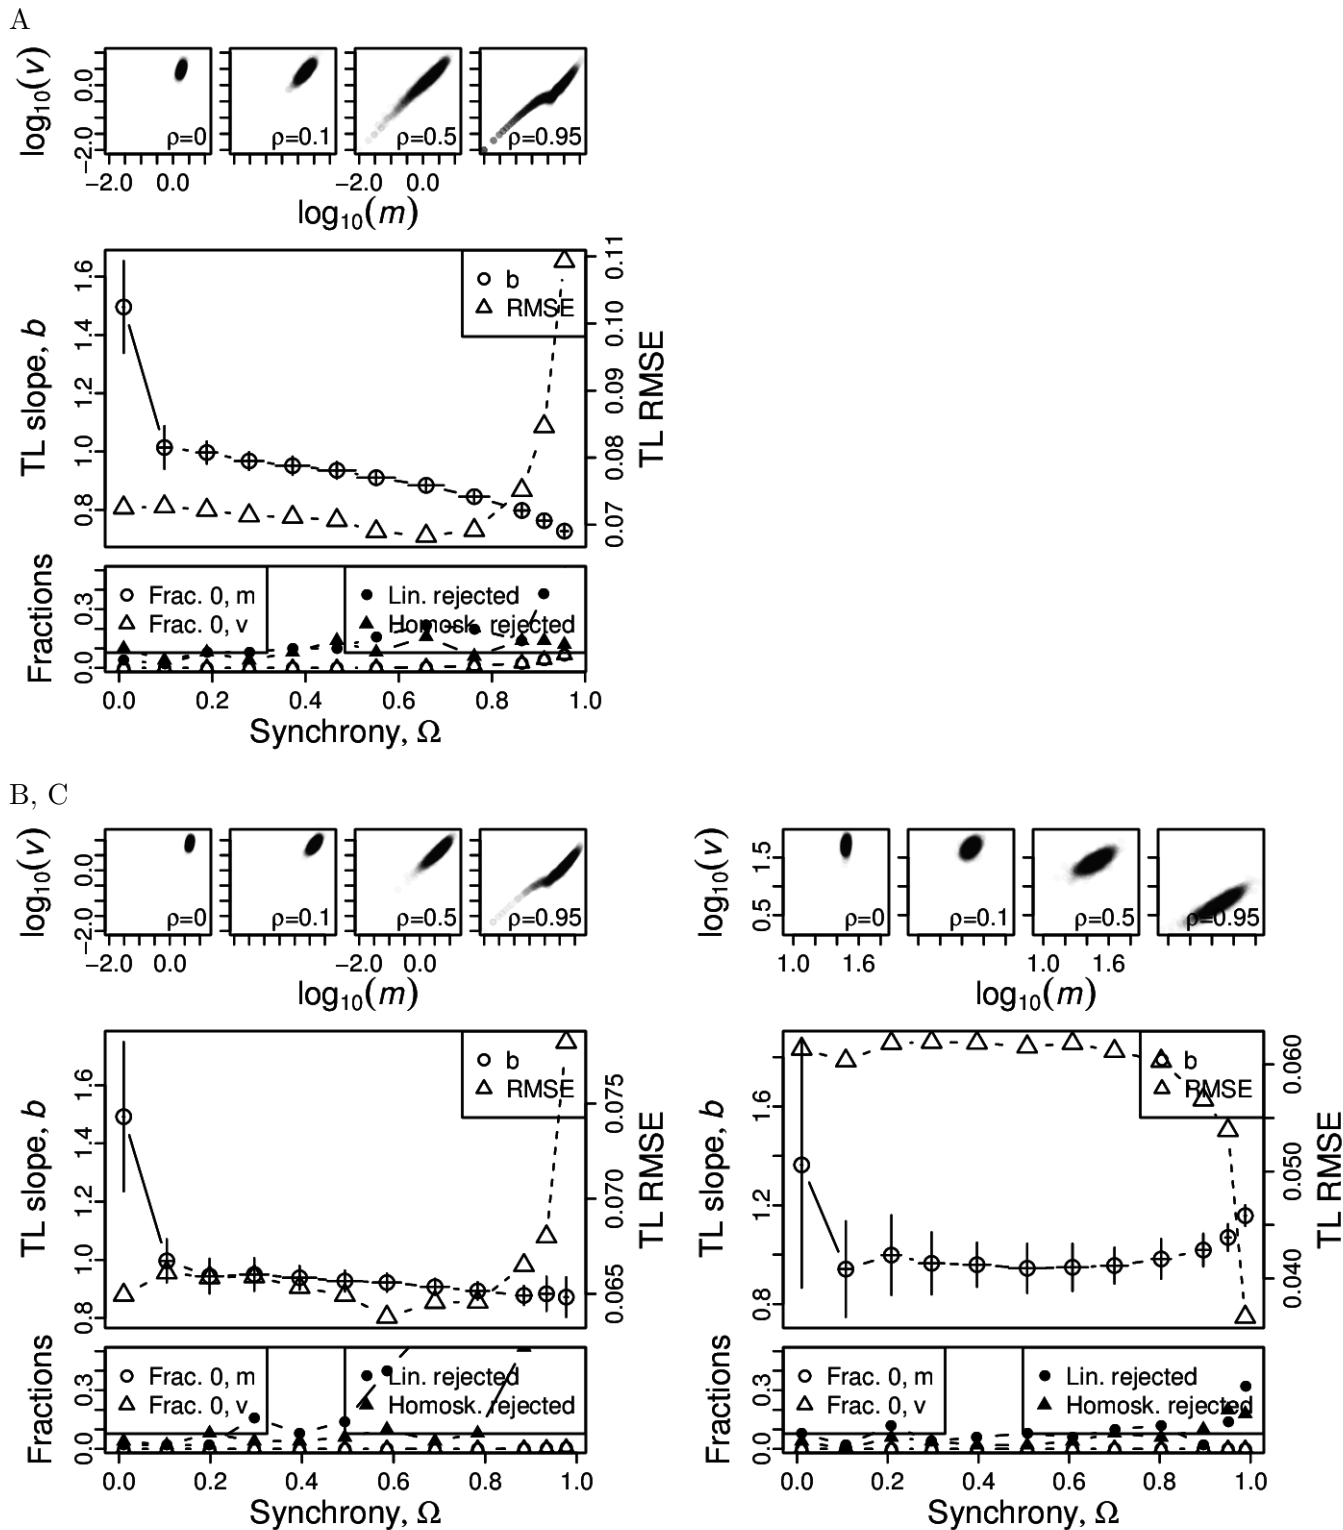 A
log10(v)
0.0
−2.0
ρ=0
ρ=0.1
ρ=0.5
ρ=0.95
−2.0 0.0 −2.0 0.0
log10(m)
TL slope, b
1.6
1.4
1.2
1.0
0.8
b
RMSE
0.11
0.10
0.09
0.08
0.07
TL RMSE
Fractions
0.3
0.0
Frac. 0, m
Frac. 0, v
Lin. rejected
Homosk. rejected
0.0 0.2 0.4 0.6 0.8 1.0
Synchrony, Ω
B, C
log10(v)
0.0
−2.0
ρ=0
ρ=0.1
ρ=0.5
ρ=0.95
−2.0 0.0 −2.0 0.0
log10(m)
TL slope, b
1.6
1.4
1.2
1.0
0.8
b
RMSE
0.075
0.070
0.065
TL RMSE
Fractions
0.3
0.0
Frac. 0, m
Frac. 0, v
Lin. rejected
Homosk. rejected
0.0 0.2 0.4 0.6 0.8 1.0
Synchrony, Ω
log10(v)
1.5
0.5
ρ=0
ρ=0.1
ρ=0.5
ρ=0.95
1.0 1.6 1.0 1.6
log10(m)
TL slope, b
1.6
1.2
0.8
b
RMSE
0.060
0.050
0.040
TL RMSE
Fractions
0.3
0.0
Frac. 0, m
Frac. 0, v
Lin. rejected
Homosk. rejected
0.0 0.2 0.4 0.6 0.8 1.0
Synchrony, Ω